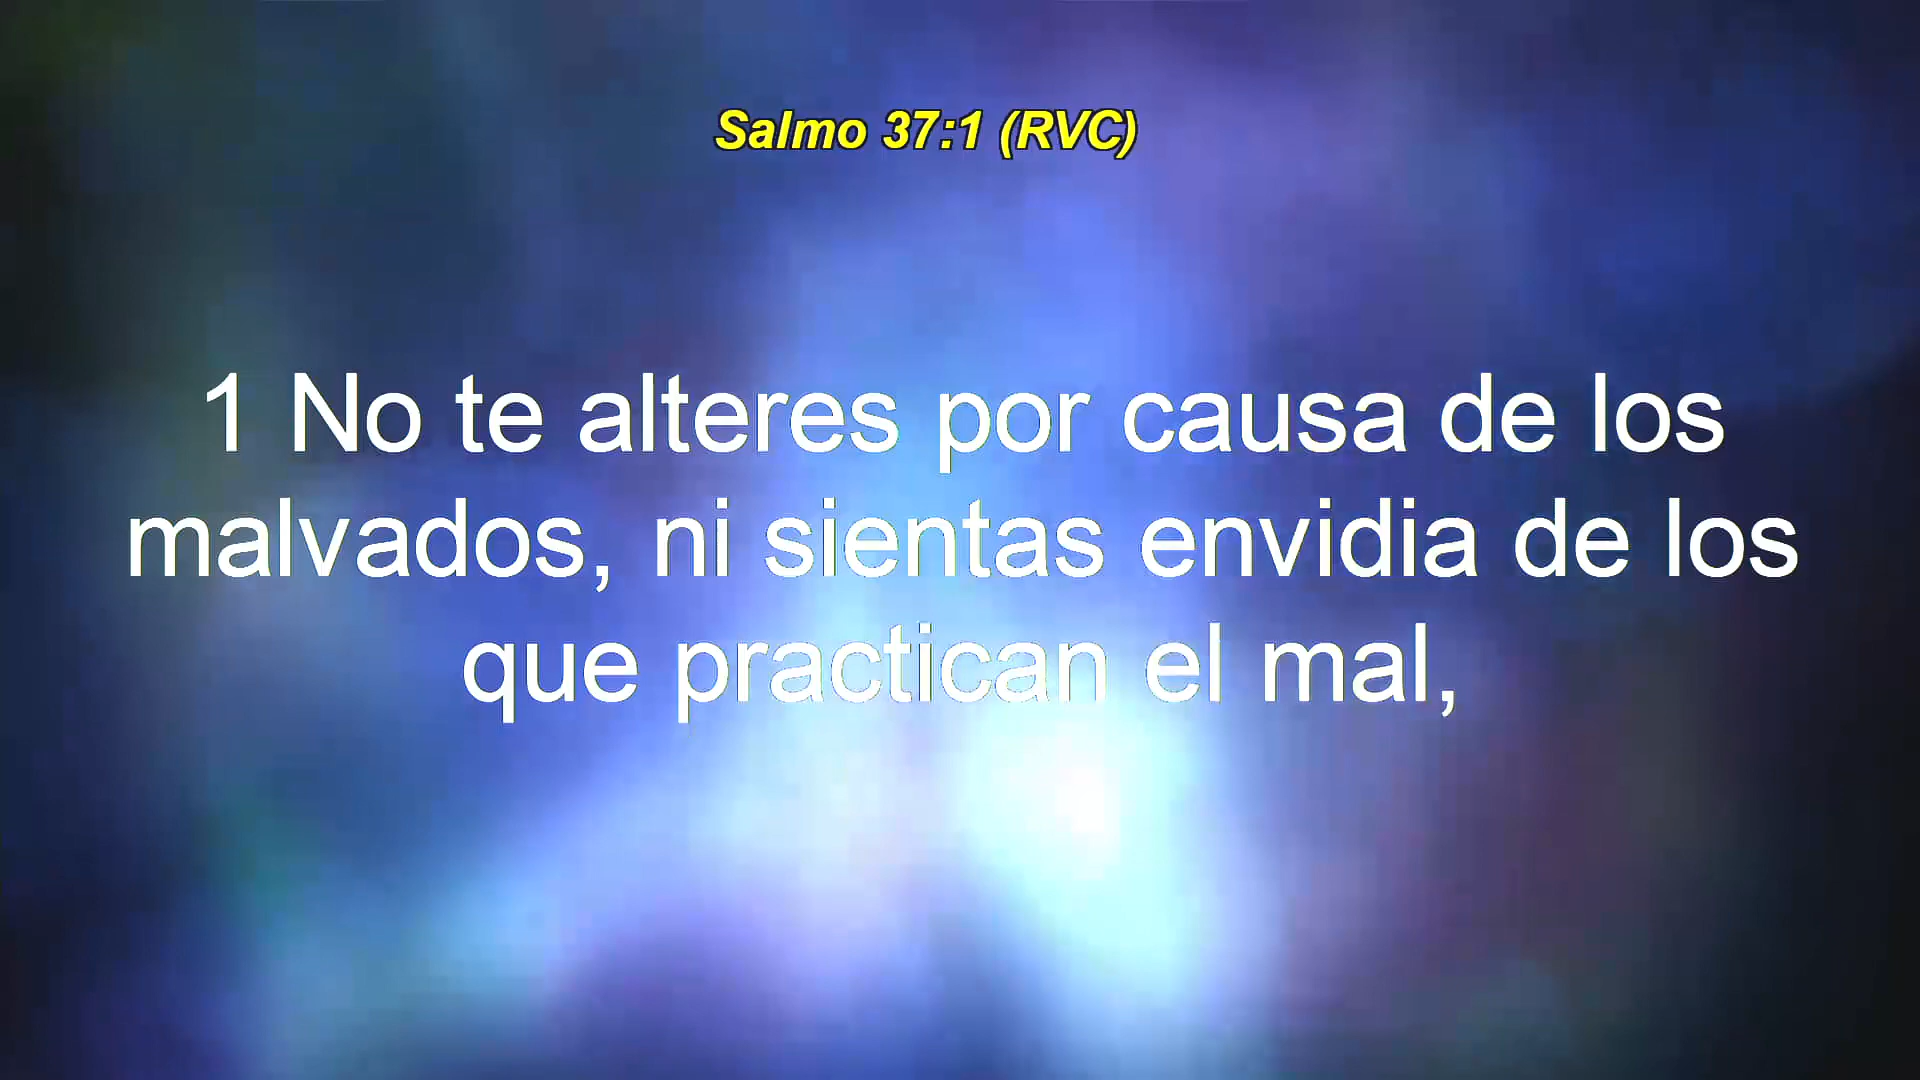 Salmo 37:1 (RVC)
1 No te alteres por causa de los
malvados, ni sientas envidia de los
que practican el mal,